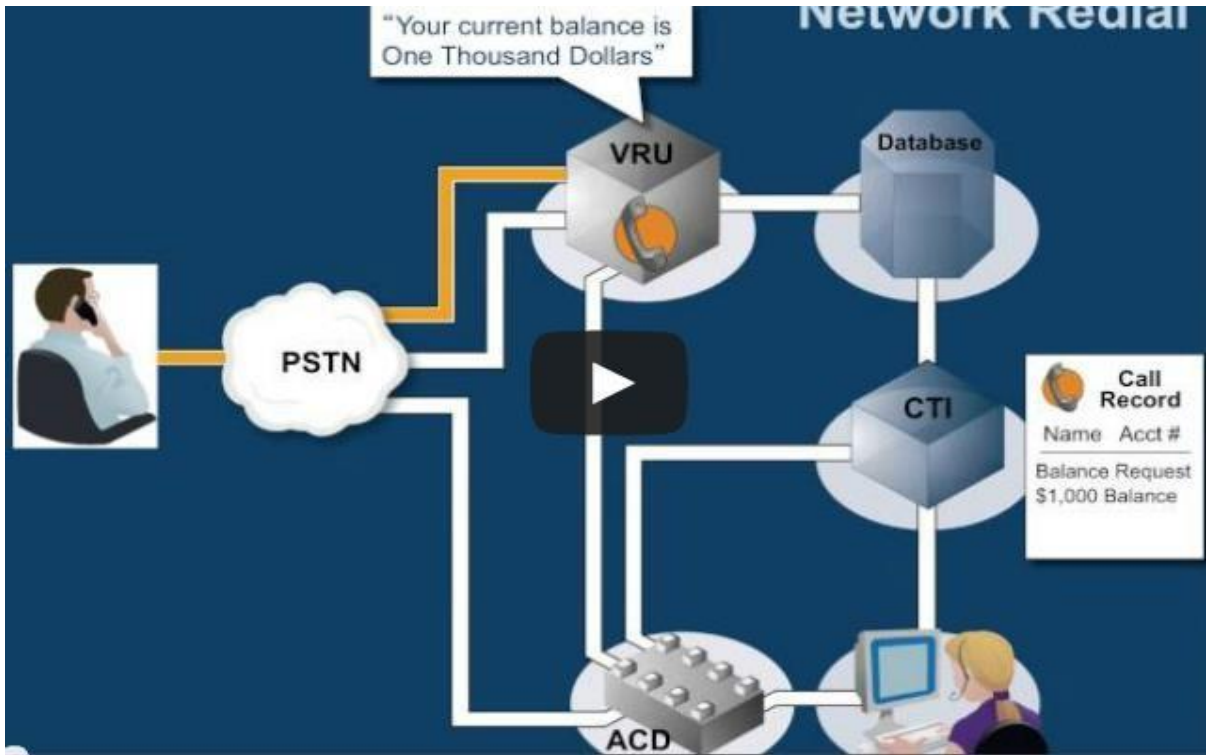 Network Redial
"Your current balance is
One Thousand Dollars"
VRU
Database
PSTN
CTI
Call
Record
Name Acct #
Balance Request
$1,000 Balance
ACD